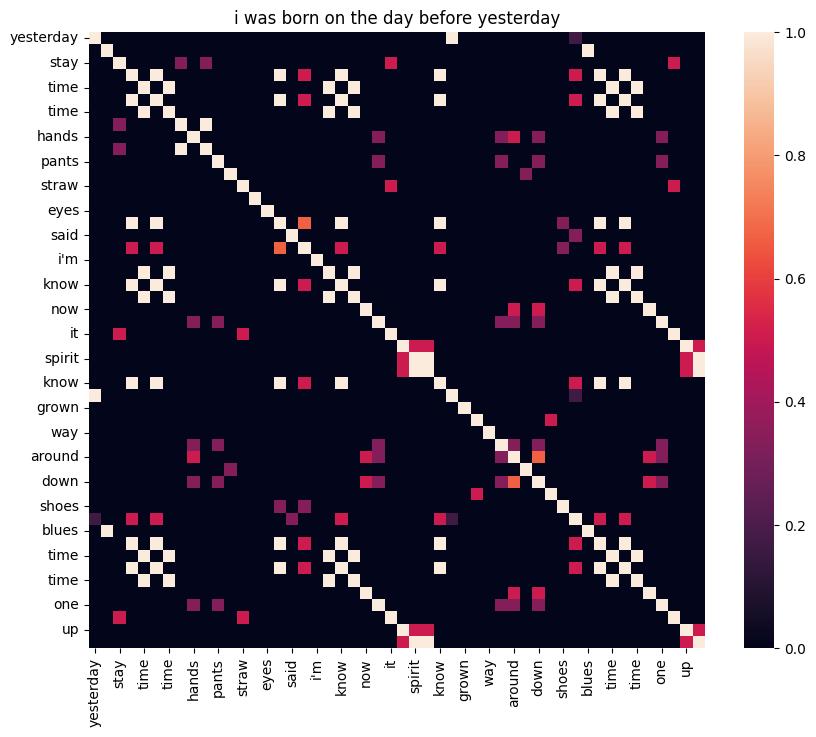 i was born on the day before yesterday
yesterday
stay
time
time
hands
pants
straw
eyes
said
i'm
know
now
it
spirit
know
grown
way
around
down
shoes
blues
time
time
one
up
1.0
0.8
0.6
0.4
0.2
0.0
yesterday
stay
time
time
hands
pants
straw
eyes
said
i'm
know
now
it
spirit
know
grown
way
around
down
shoes
blues
time
time
one
up